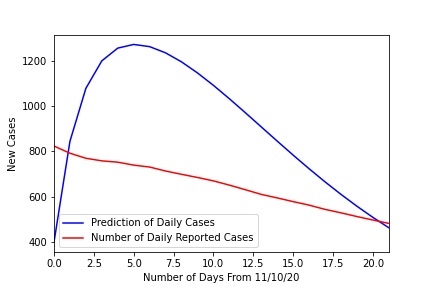 1200
1000
800
600
400
New Cases
Prediction of Daily Cases
Number of Daily Reported Cases
0.0 2.5 5.0 7.5 10.0 12.5 15.0 17.5 20.0
Number of Days From 11/10/20